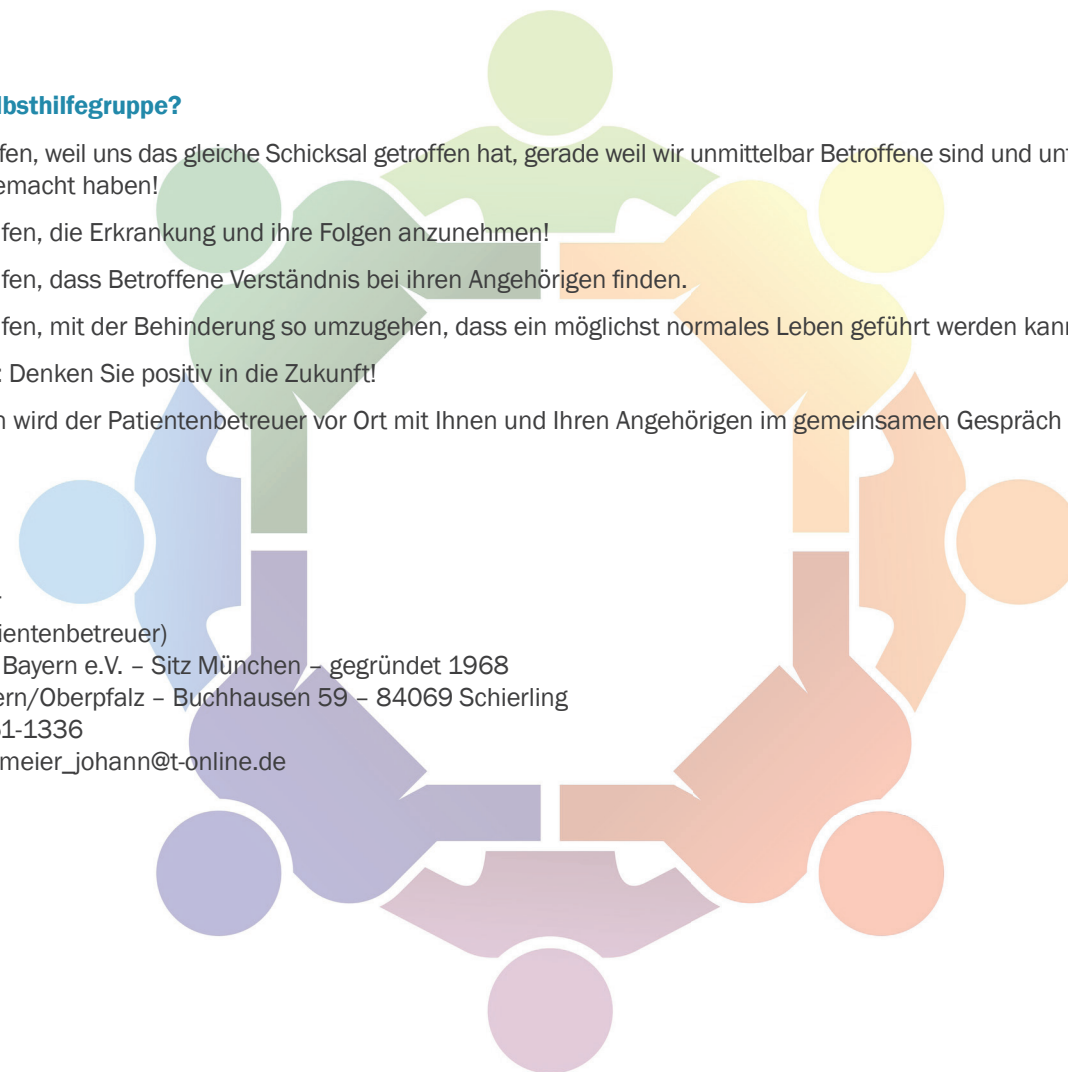 lbsthilfegruppe?
fen, weil uns das gleiche Schicksal getroffen hat, gerade weil wir unmittelbar Betroffene sind und unt
emacht haben!
fen, die Erkrankung und ihre Folgen anzunehmen!
fen, dass Betroffene Verständnis bei ihren Angehörigen finden.
fen, mit der Behinderung so umzugehen, dass ein möglichst normales Leben geführt werden kann
: Denken Sie positiv in die Zukunft!
n wird der Patientenbetreuer vor Ort mit Ihnen und Ihren Angehörigen im gemeinsamen Gespräch
ientenbetreuer)
Bayern e.V. – Sitz München – gegründet 1968
ern/Oberpfalz – Buchhausen 59 – 84069 Schierling
51-1336
meier_johann@t-online.de